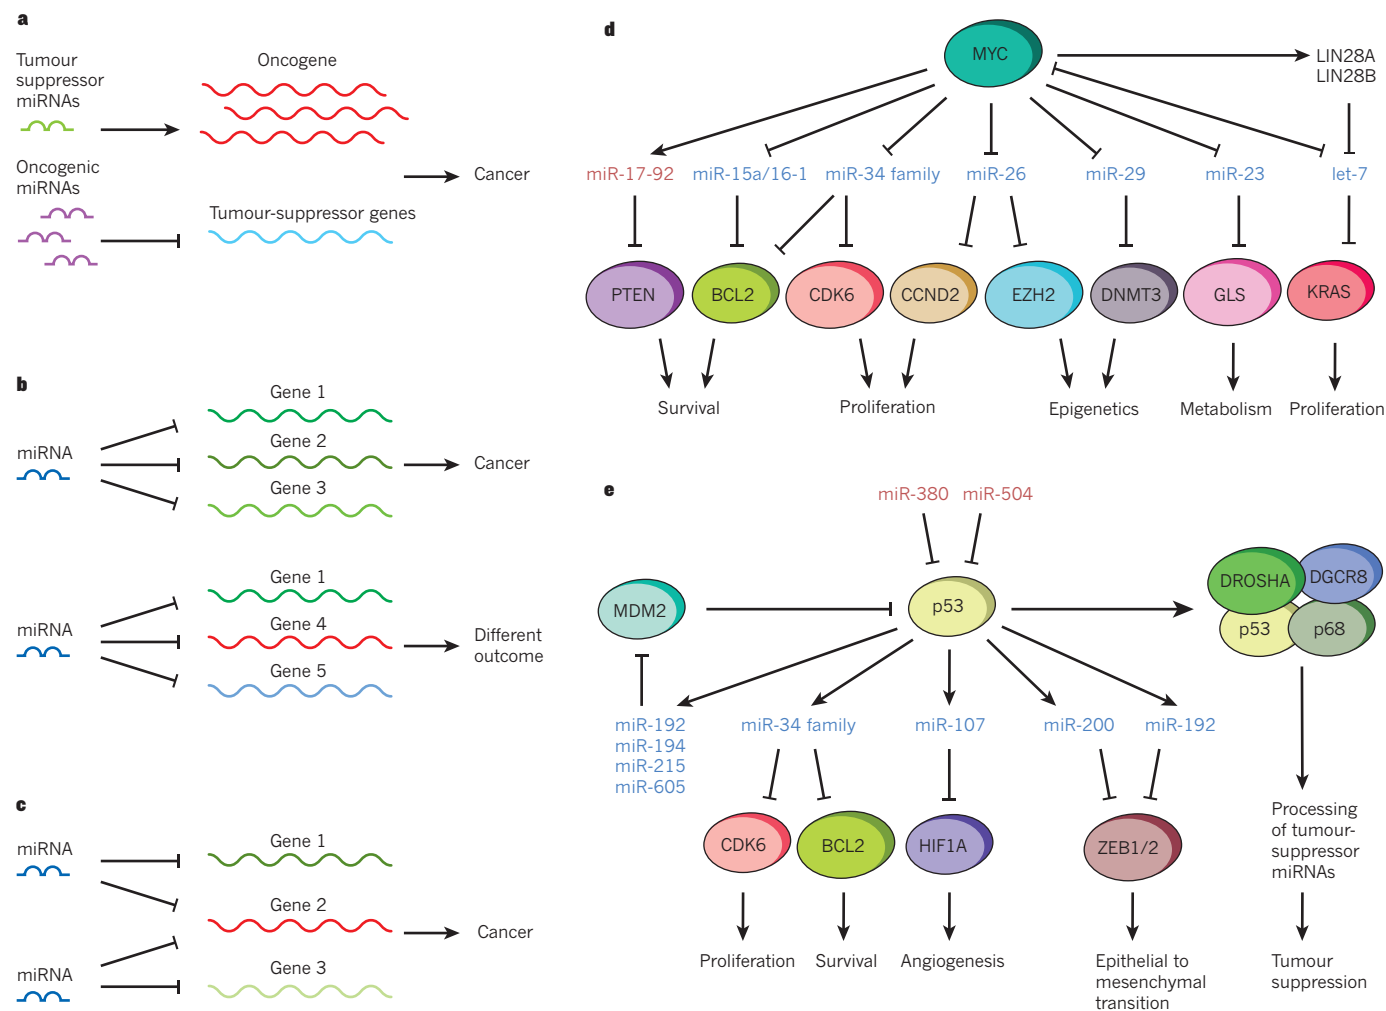 a
Tumour
suppressor
miRNAs
Oncogene
Oncogenic
miRNAs
Cancer
Tumour-suppressor genes
b
Gene 1
miRNA
Gene 2
Cancer
Gene 3
Gene 1
miRNA
Gene 4
Different
outcome
Gene 5
c
Gene 1
miRNA
Gene 2
Cancer
Gene 3
miRNA
d
MYC
LIN28A
LIN28B
miR-17-92 miR-15a/16-1 miR-34 family miR-26 miR-29 miR-23 let-7
PTEN BCL2 CDK6 CCND2 EZH2 DNMT3 GLS KRAS
Survival Proliferation Epigenetics Metabolism Proliferation
e
miR-380 miR-504
MDM2 p53
DROSHA DGCR8
p53 p68
miR-192
miR-194
miR-215
miR-605
miR-34 family miR-107 miR-200 miR-192
CDK6 BCL2 HIF1A ZEB1/2
Processing
of tumour-
suppressor
miRNAs
Proliferation Survival Angiogenesis
Epithelial to
mesenchymal
transition
Tumour
suppression